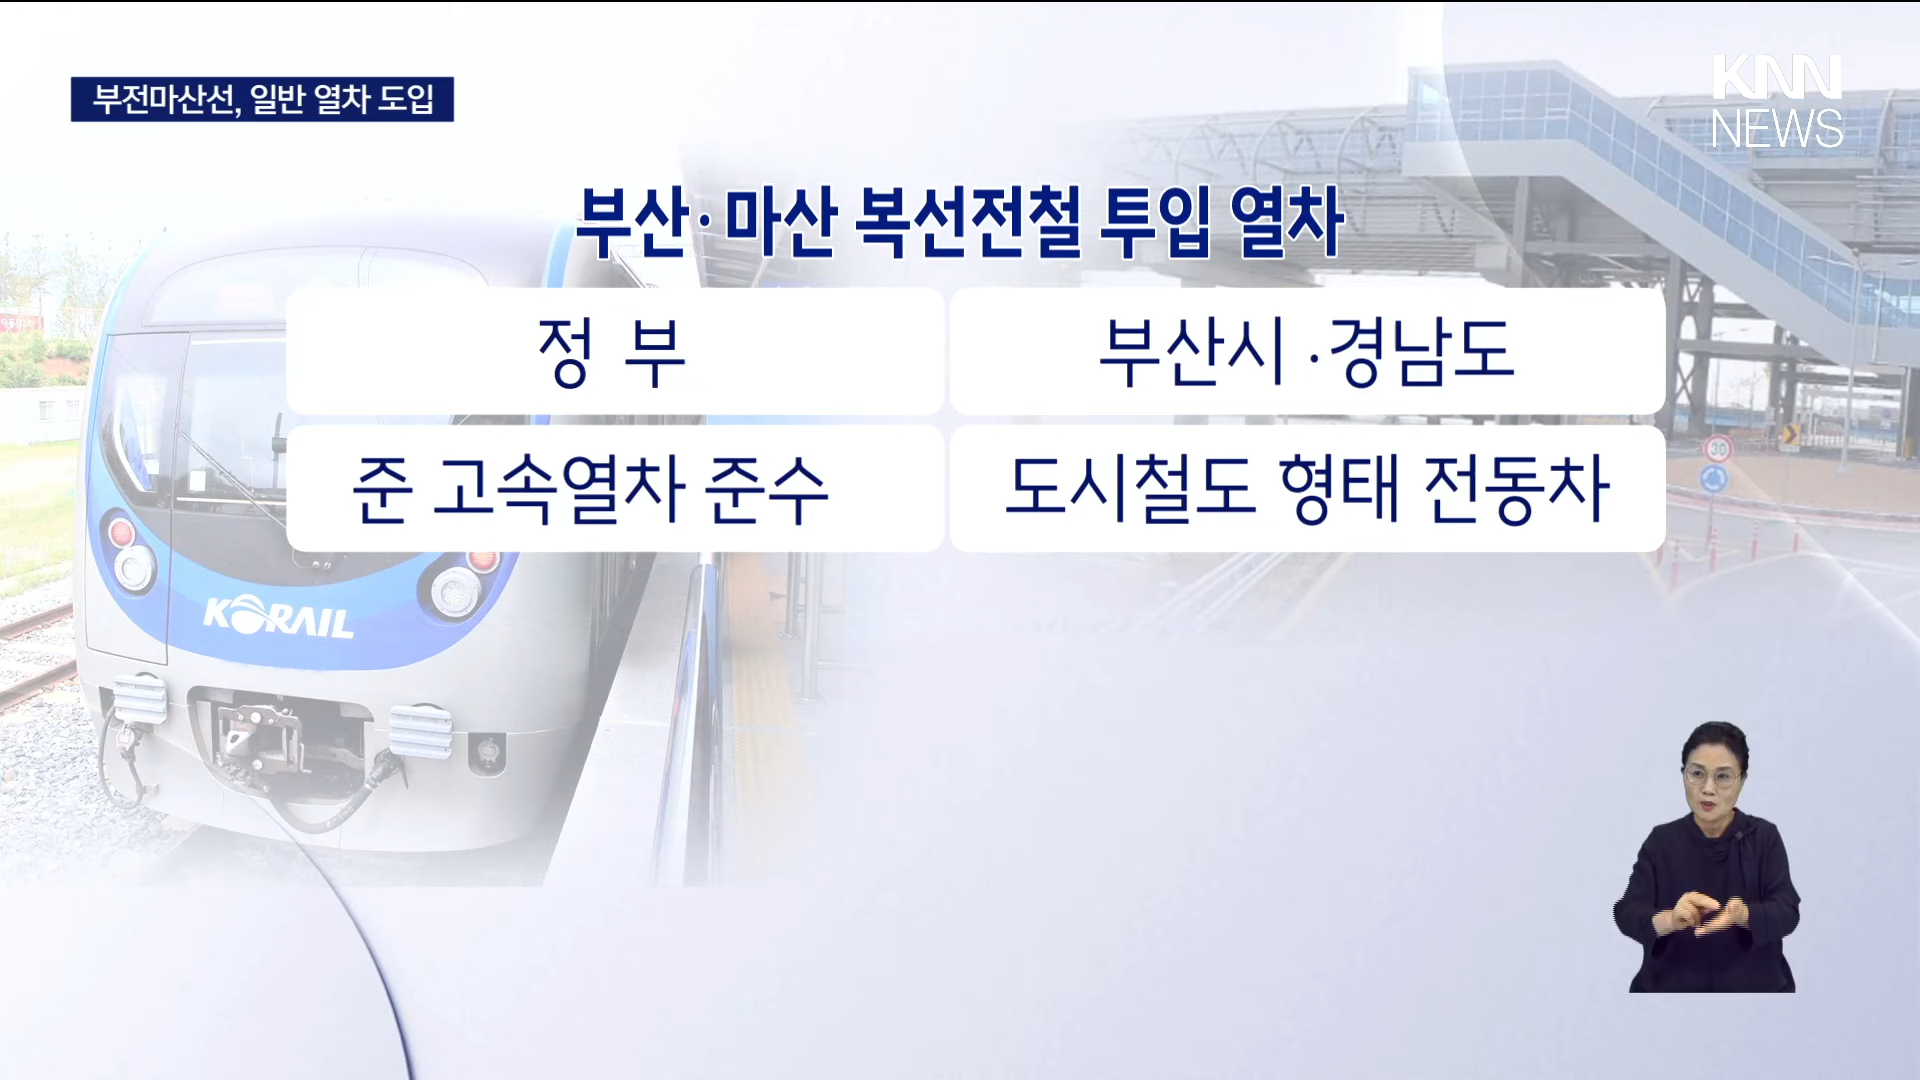 부전마산선, 일반 열차 도입
KNN
NEWS
부산·마산 복선전철 투입 열차
정 부
부산시·경남도
준 고속열차 준수
도시철도 형태 전동차
30
KORAIL